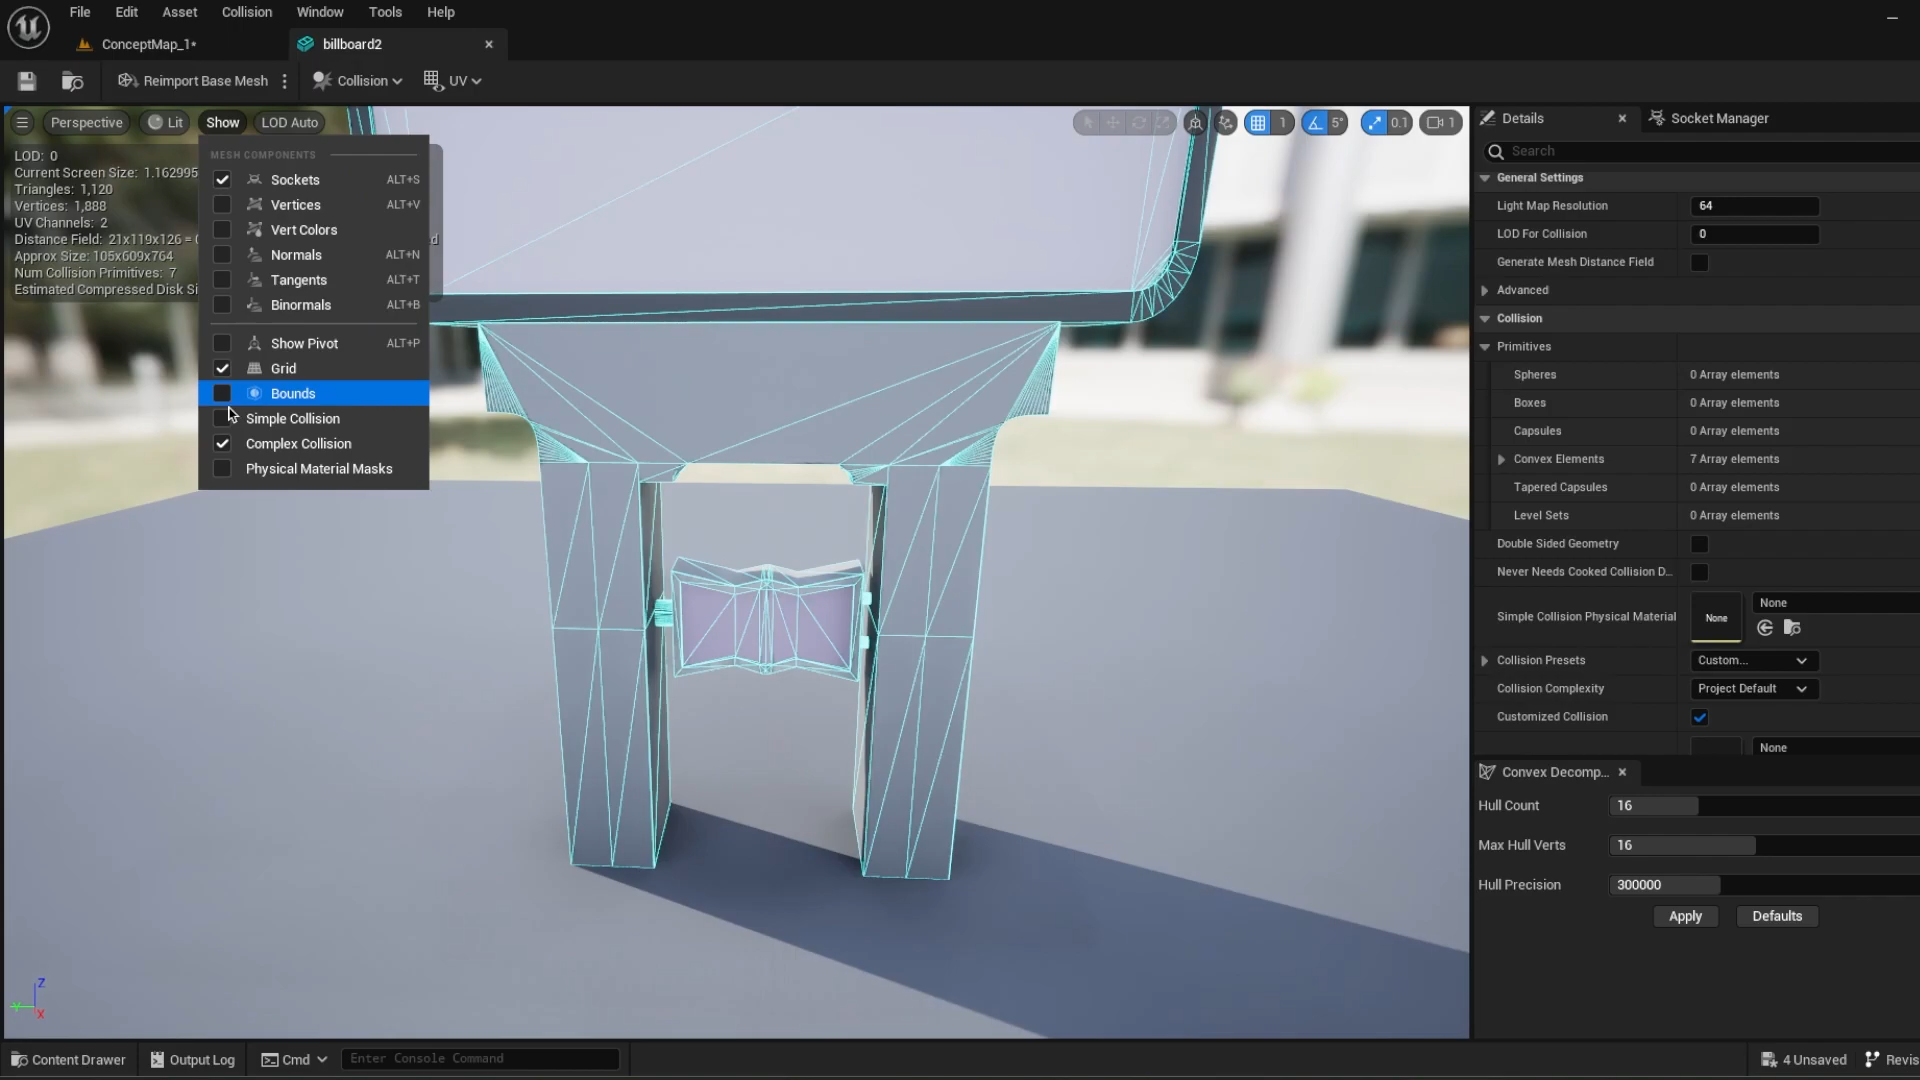 File Edit Asset Collision Window Tools Help
ConceptMap_1*
billboard2
Reimport Base Mesh
Collision
UV
Perspective
Lit
Show
LOD Auto
1
5°
0.1
1
LOD: 0
Current Screen Size: 1.162995
Triangles: 1,120
Vertices: 1,888
UV Channels: 2
Distance Field: 21x119x126 =
Approx Size: 105x609x764
Num Collision Primitives: 7
Estimated Compressed Disk Si
MESH COMPONENTS
Sockets ALT+S
Vertices ALT+V
Vert Colors
Normals ALT+N
Tangents ALT+T
Binormals ALT+B
Show Pivot ALT+P
Grid
Bounds
Simple Collision
Complex Collision
Physical Material Masks
Z
X
Details
Socket Manager
Search
General Settings
Light Map Resolution 64
LOD For Collision 0
Generate Mesh Distance Field
Advanced
Collision
Primitives
Spheres 0 Array elements
Boxes 0 Array elements
Capsules 0 Array elements
Convex Elements 7 Array elements
Tapered Capsules 0 Array elements
Level Sets 0 Array elements
Double Sided Geometry
Never Needs Cooked Collision D...
Simple Collision Physical Material None None
Collision Presets Custom...
Collision Complexity Project Default
Customized Collision
None
Convex Decomp...
Hull Count 16
Max Hull Verts 16
Hull Precision 300000
Apply Defaults
Content Drawer
Output Log
Cmd
Enter Console Command
4 Unsaved
Revis